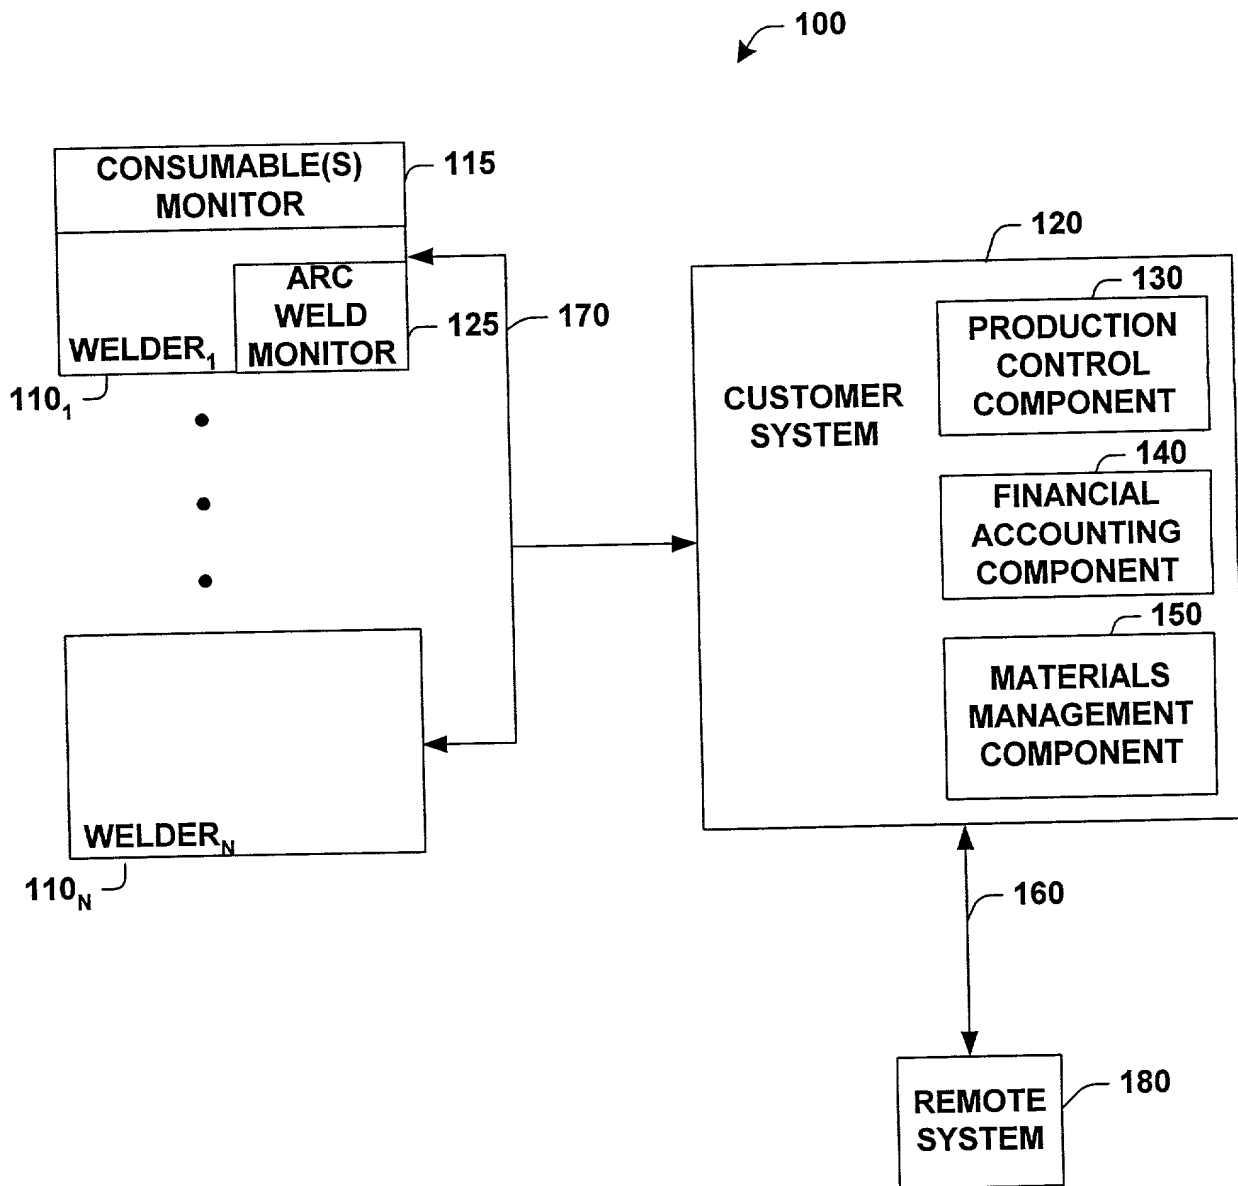 100
CONSUMABLE(S)
MONITOR
115
ARC
WELD
MONITOR
125
WELDER1
1101
170
120
CUSTOMER
SYSTEM
130
PRODUCTION
CONTROL
COMPONENT
140
FINANCIAL
ACCOUNTING
COMPONENT
150
MATERIALS
MANAGEMENT
COMPONENT
WELDERN
110N
160
REMOTE
SYSTEM
180